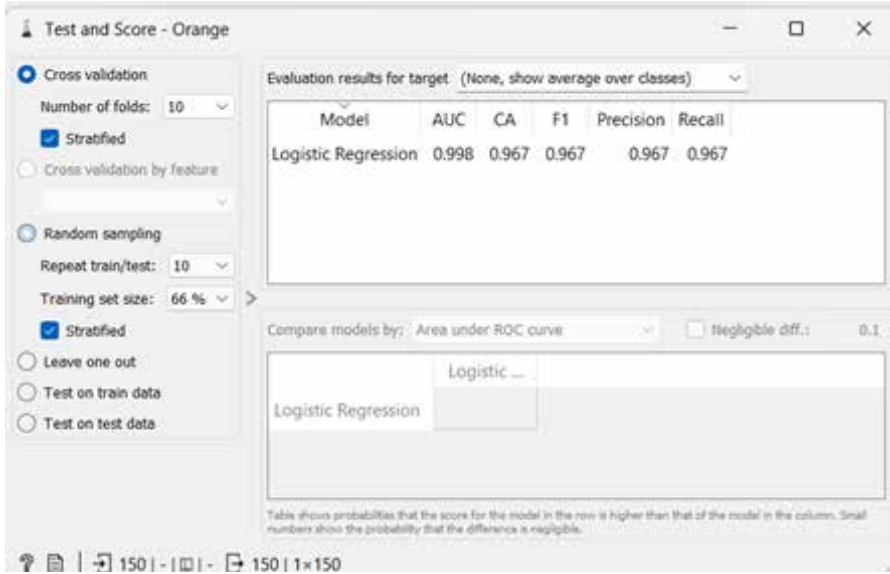 Test and Score - Orange
Cross validation
Number of folds: 10
Stratified
Cross validation by feature
Random sampling
Repeat train/test: 10
Training set size: 66 %
Stratified
Leave one out
Test on train data
Test on test data
>
Evaluation results for target (None, show average over classes)
Model AUC CA F1 Precision Recall
Logistic Regression 0.998 0.967 0.967 0.967 0.967
Compare models by: Area under ROC curve Negligible diff.: 0.1
Logistic ...
Logistic Regression
Table shows probabilities that the score for the model in the row is higher than that of the model in the column. Small
numbers show the probability that the difference is negligible.
? 150 | - | - 150 | 1×150